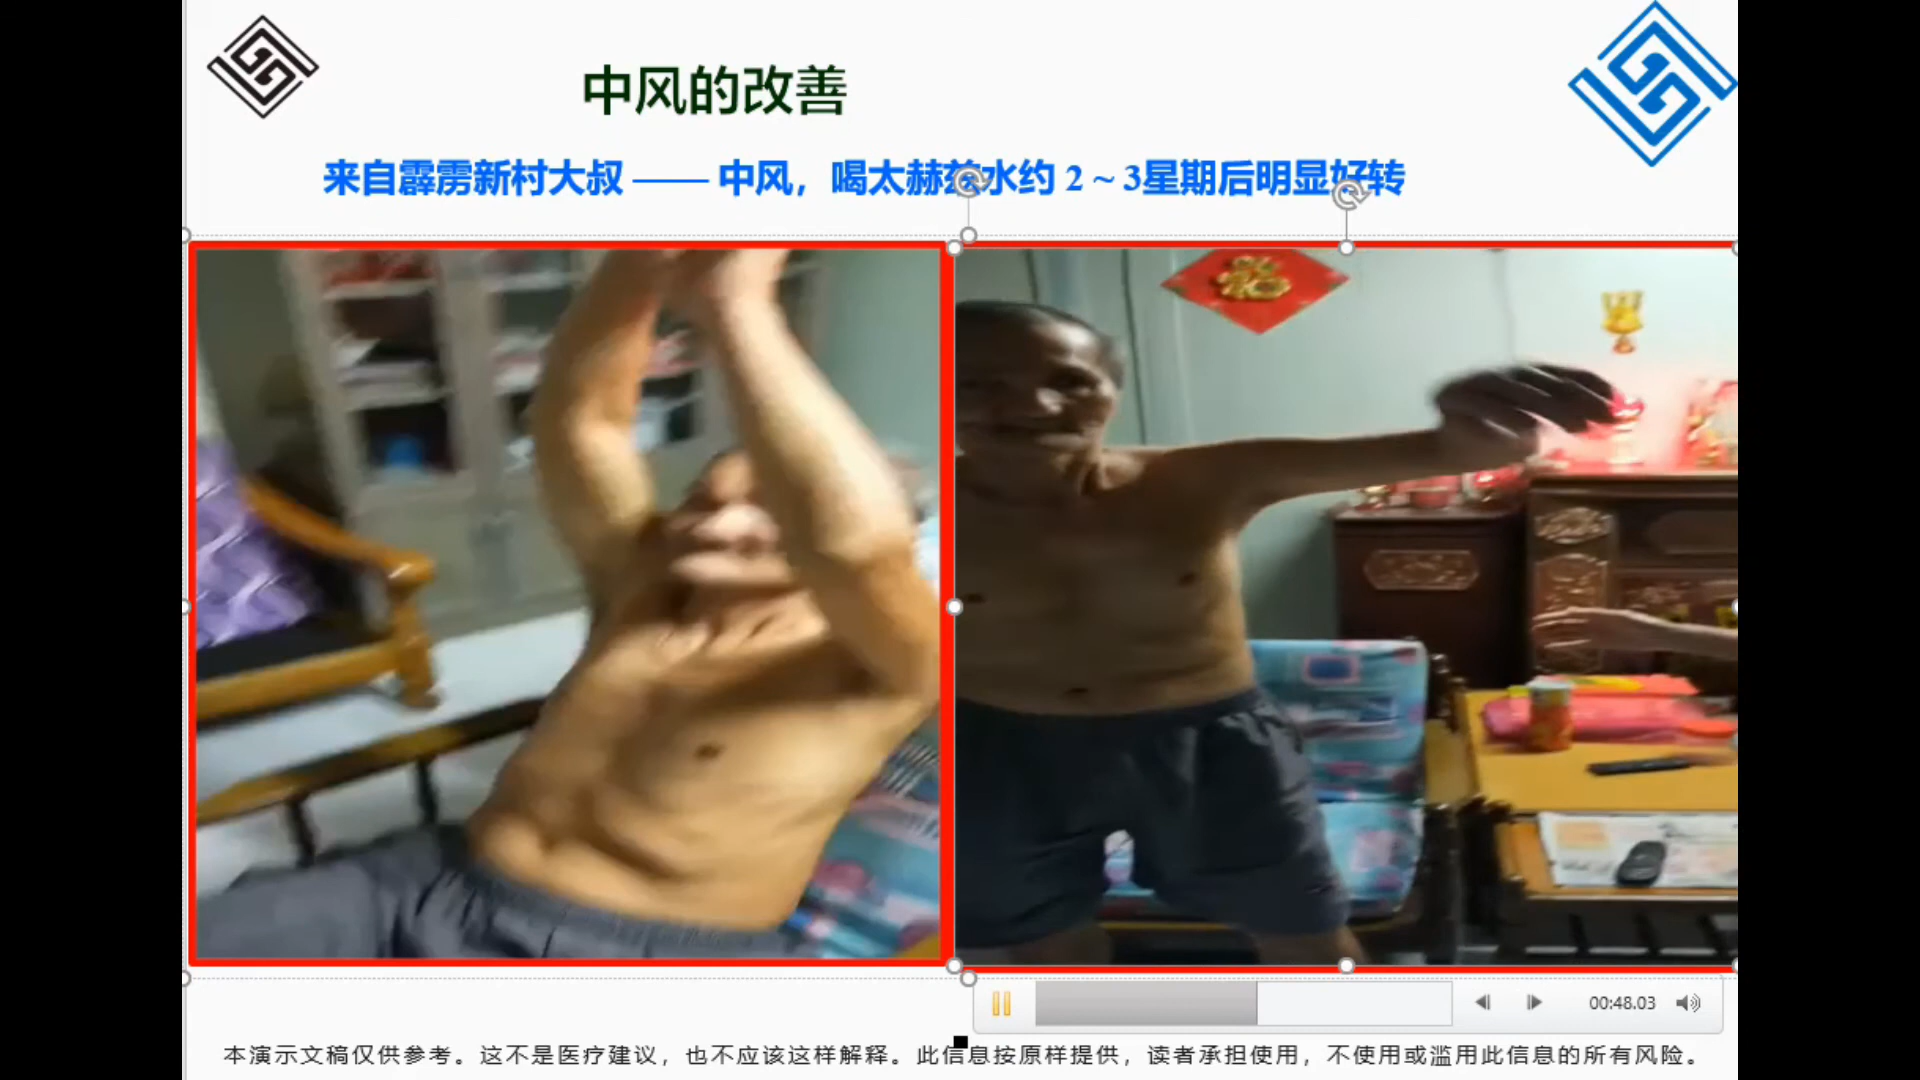 中风的改善
来自霹雳新村大叔 —— 中风，喝太赫兹水约 2 ~ 3星期后明显好转
福
00:48.03
本演示文稿仅供参考。这不是医疗建议，也不应该这样解释。此信息按原样提供，读者承担使用，不使用或滥用此信息的所有风险。